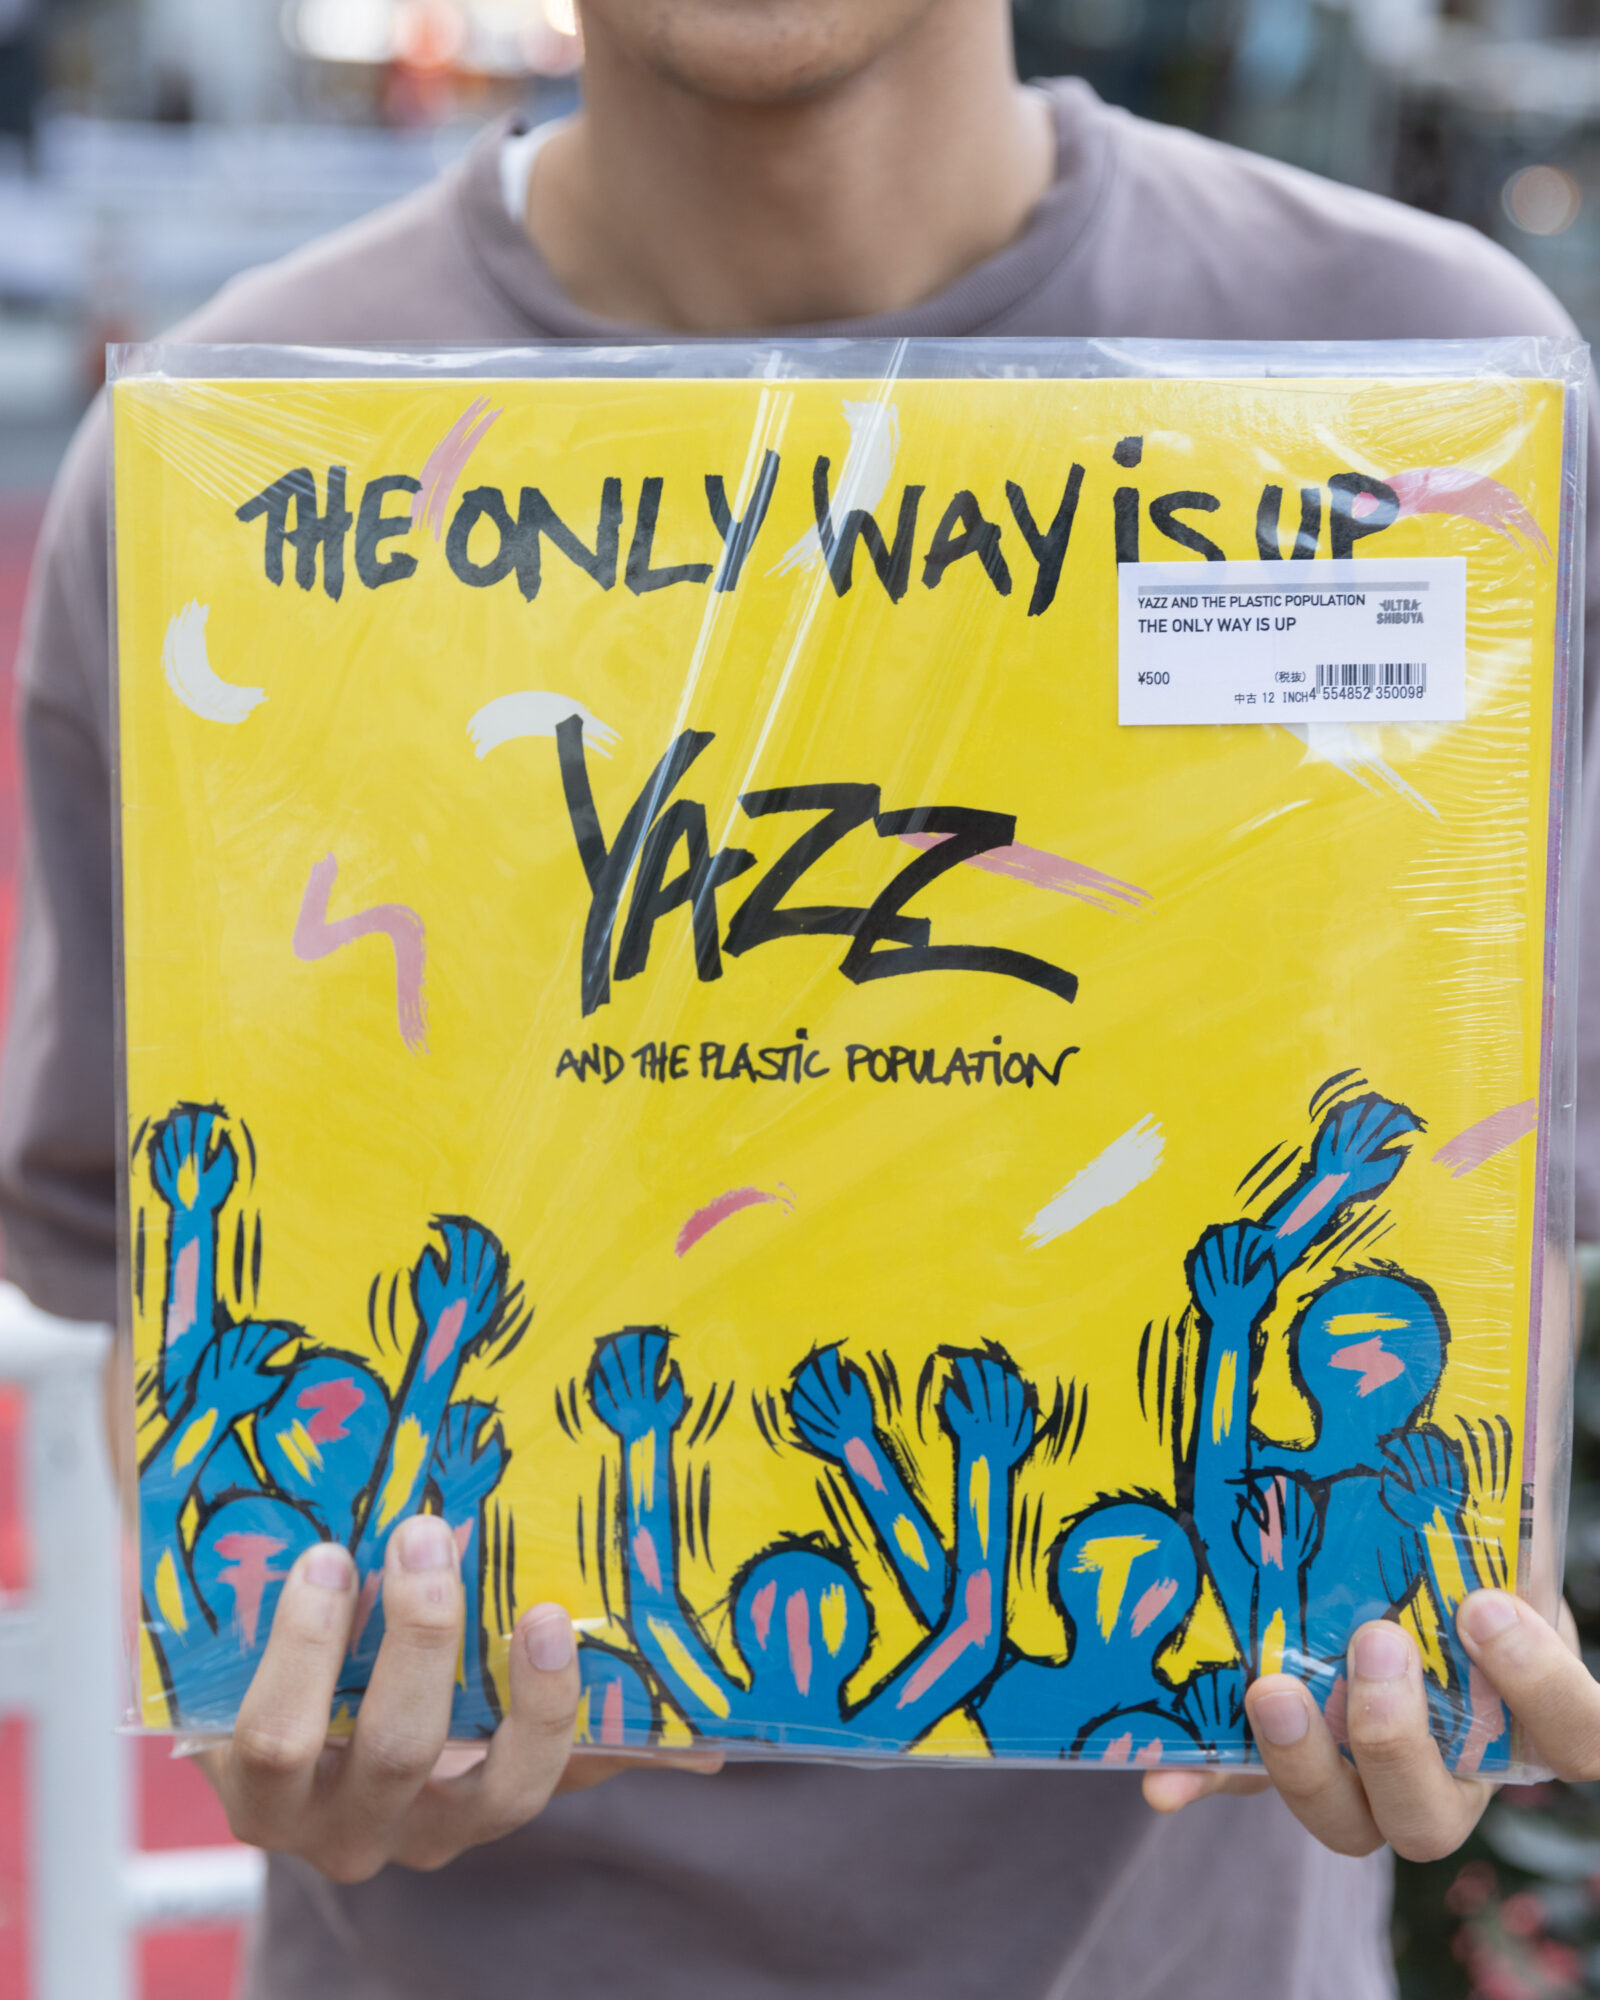 THE ONLY WAY iS UP
YAZZ AND THE PLASTIC POPULATION
THE ONLY WAY IS UP
ULTRA
SHIBUYA
¥500
(税抜)
中古 12 INCH
4 554852 350098
YAZZ
AND THE PLASTiC POPULATiON